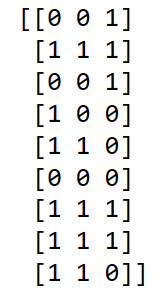 [[0 0 1]
[1 1 1]
[0 0 1]
[1 0 0]
[1 1 0]
[0 0 0]
[1 1 1]
[1 1 1]
[1 1 0]]